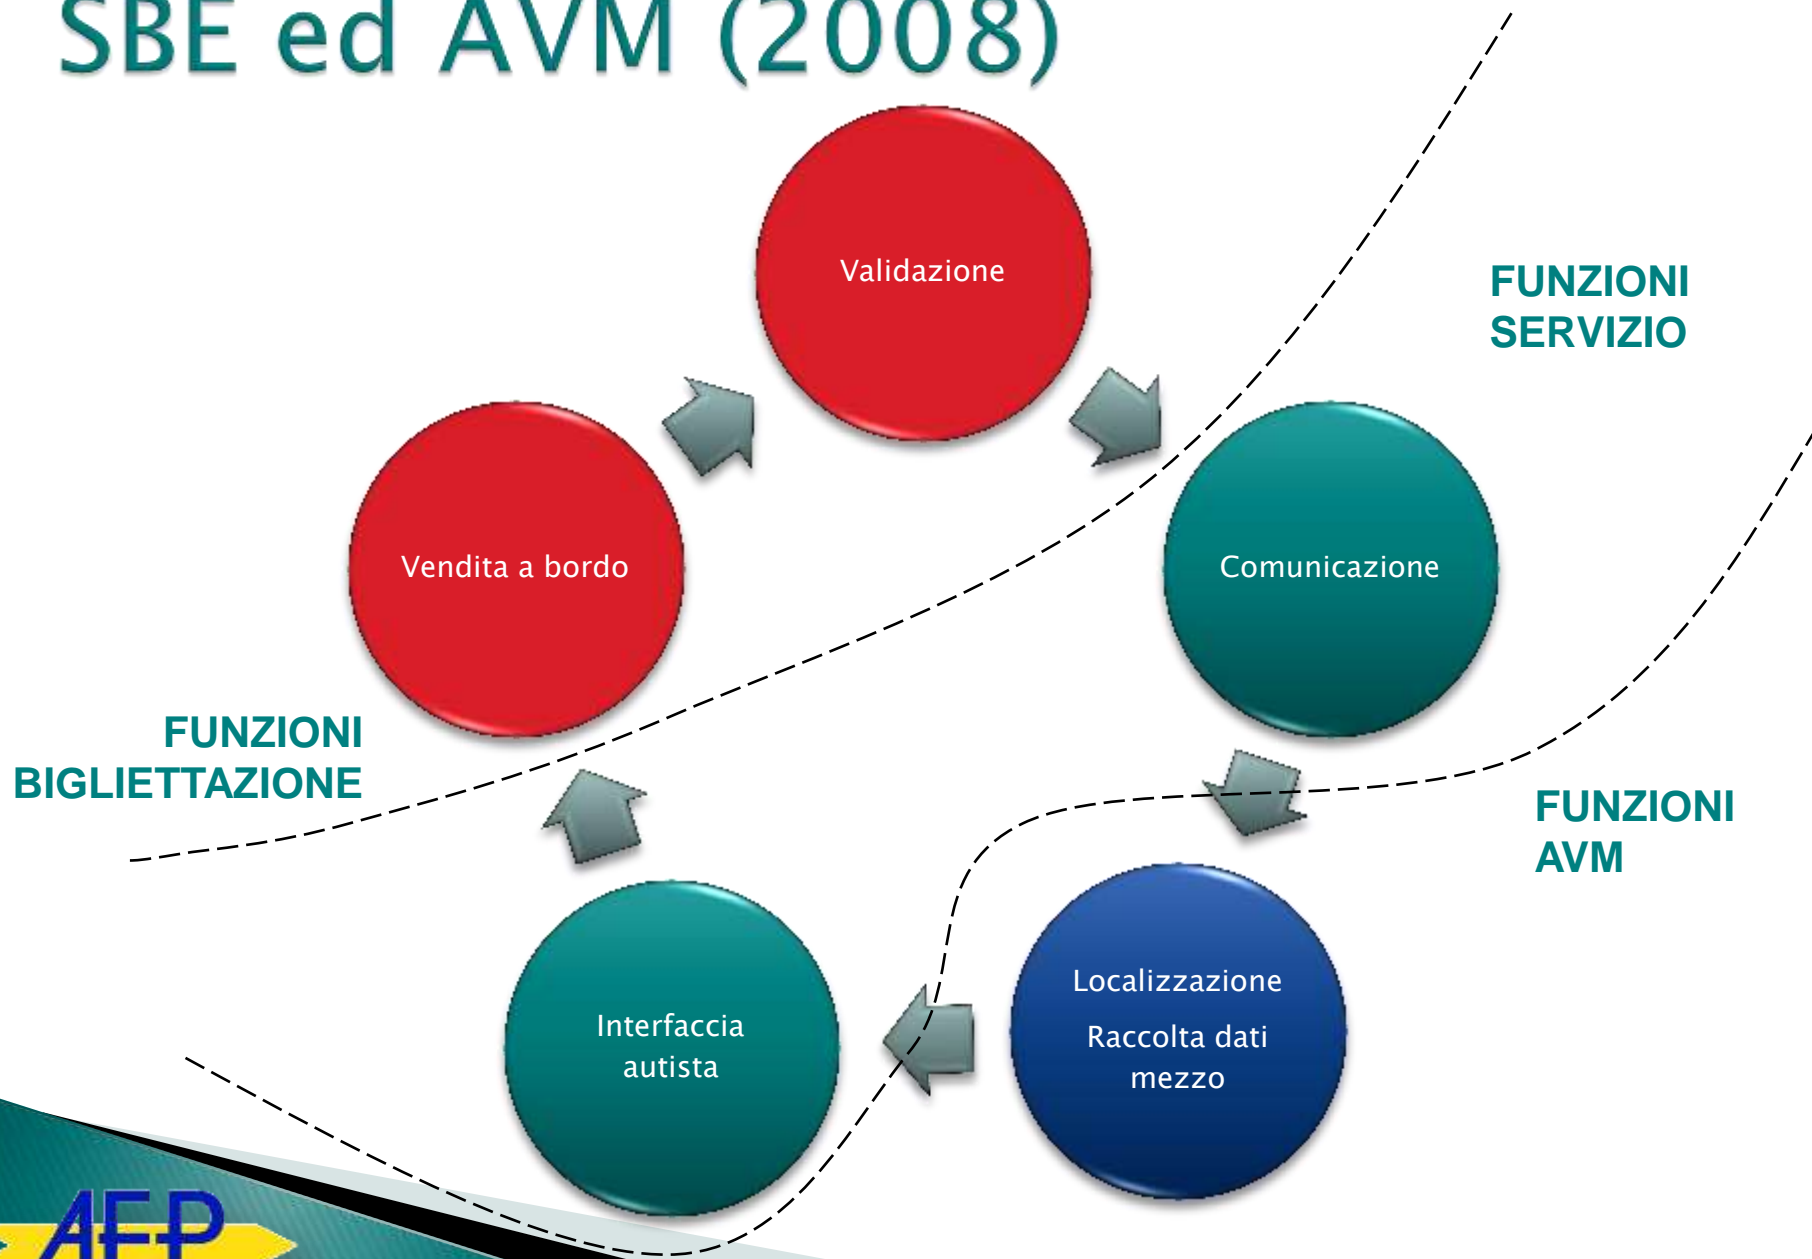 SBE ed AVM (2008)
Validazione
FUNZIONI
SERVIZIO
Vendita a bordo
Comunicazione
FUNZIONI
BIGLIETTAZIONE
FUNZIONI
AVM
Localizzazione
Raccolta dati
mezzo
Interfaccia
autista
AEP